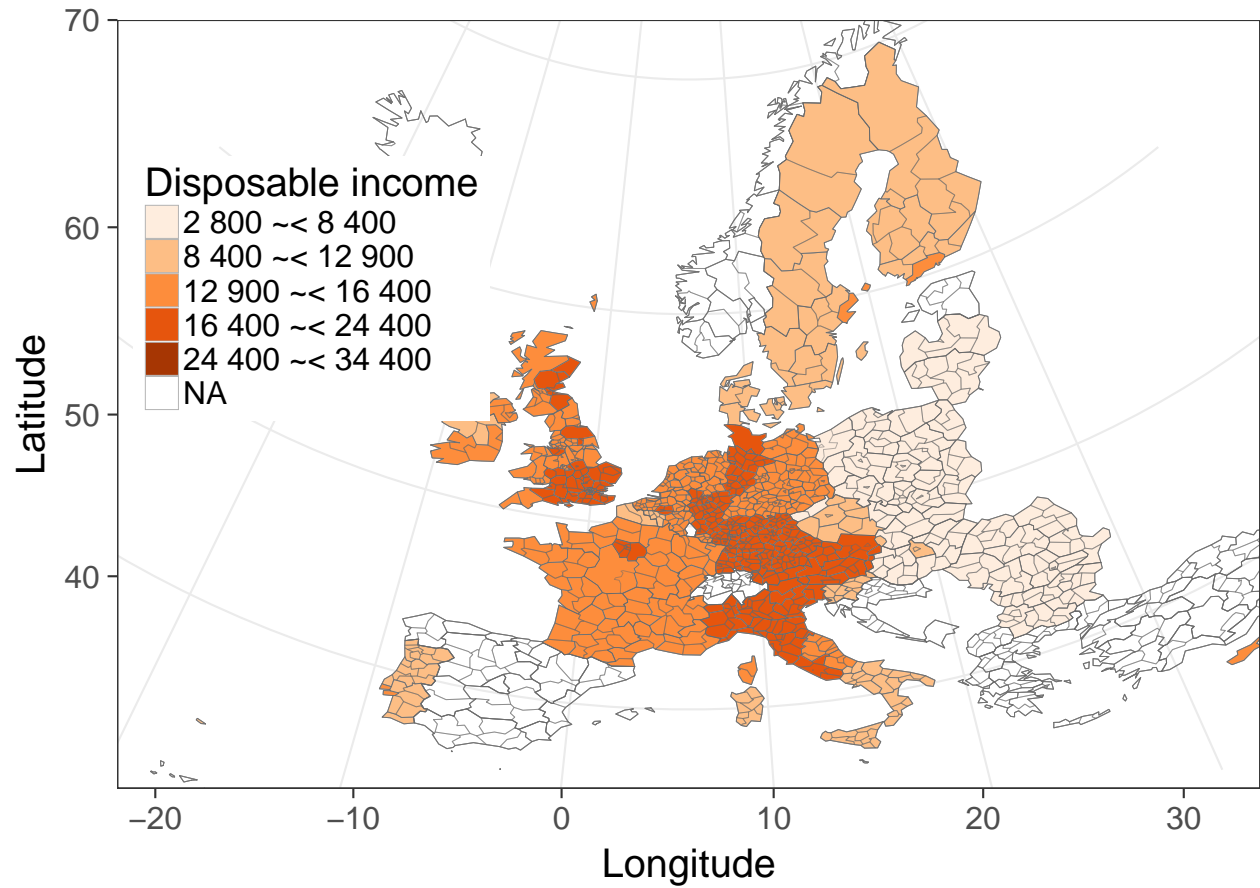 70
60
50
40
Latitude
Disposable income
2 800 ~< 8 400
8 400 ~< 12 900
12 900 ~< 16 400
16 400 ~< 24 400
24 400 ~< 34 400
NA
−20 −10 0 10 20 30
Longitude